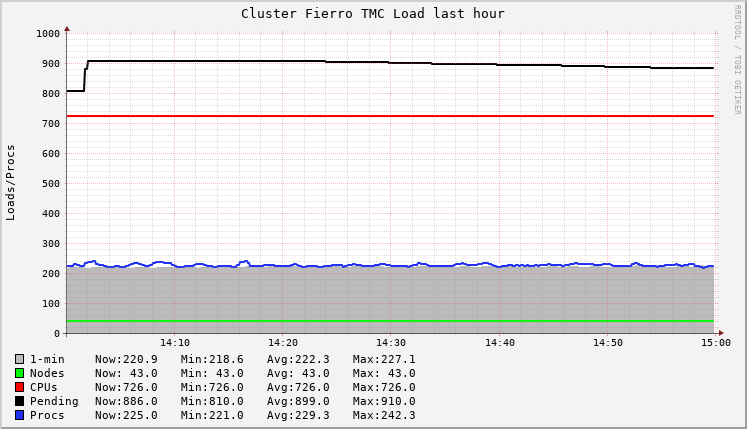 Cluster Fierro TMC Load last hour
RRDTOOL / TOBI OETIKER
Loads/Procs
1000
900
800
700
600
500
400
300
200
100
0
14:10 14:20 14:30 14:40 14:50 15:00
1-min Now:220.9 Min:218.6 Avg:222.3 Max:227.1
Nodes Now: 43.0 Min: 43.0 Avg: 43.0 Max: 43.0
CPUs Now:726.0 Min:726.0 Avg:726.0 Max:726.0
Pending Now:886.0 Min:810.0 Avg:899.0 Max:910.0
Procs Now:225.0 Min:221.0 Avg:229.3 Max:242.3